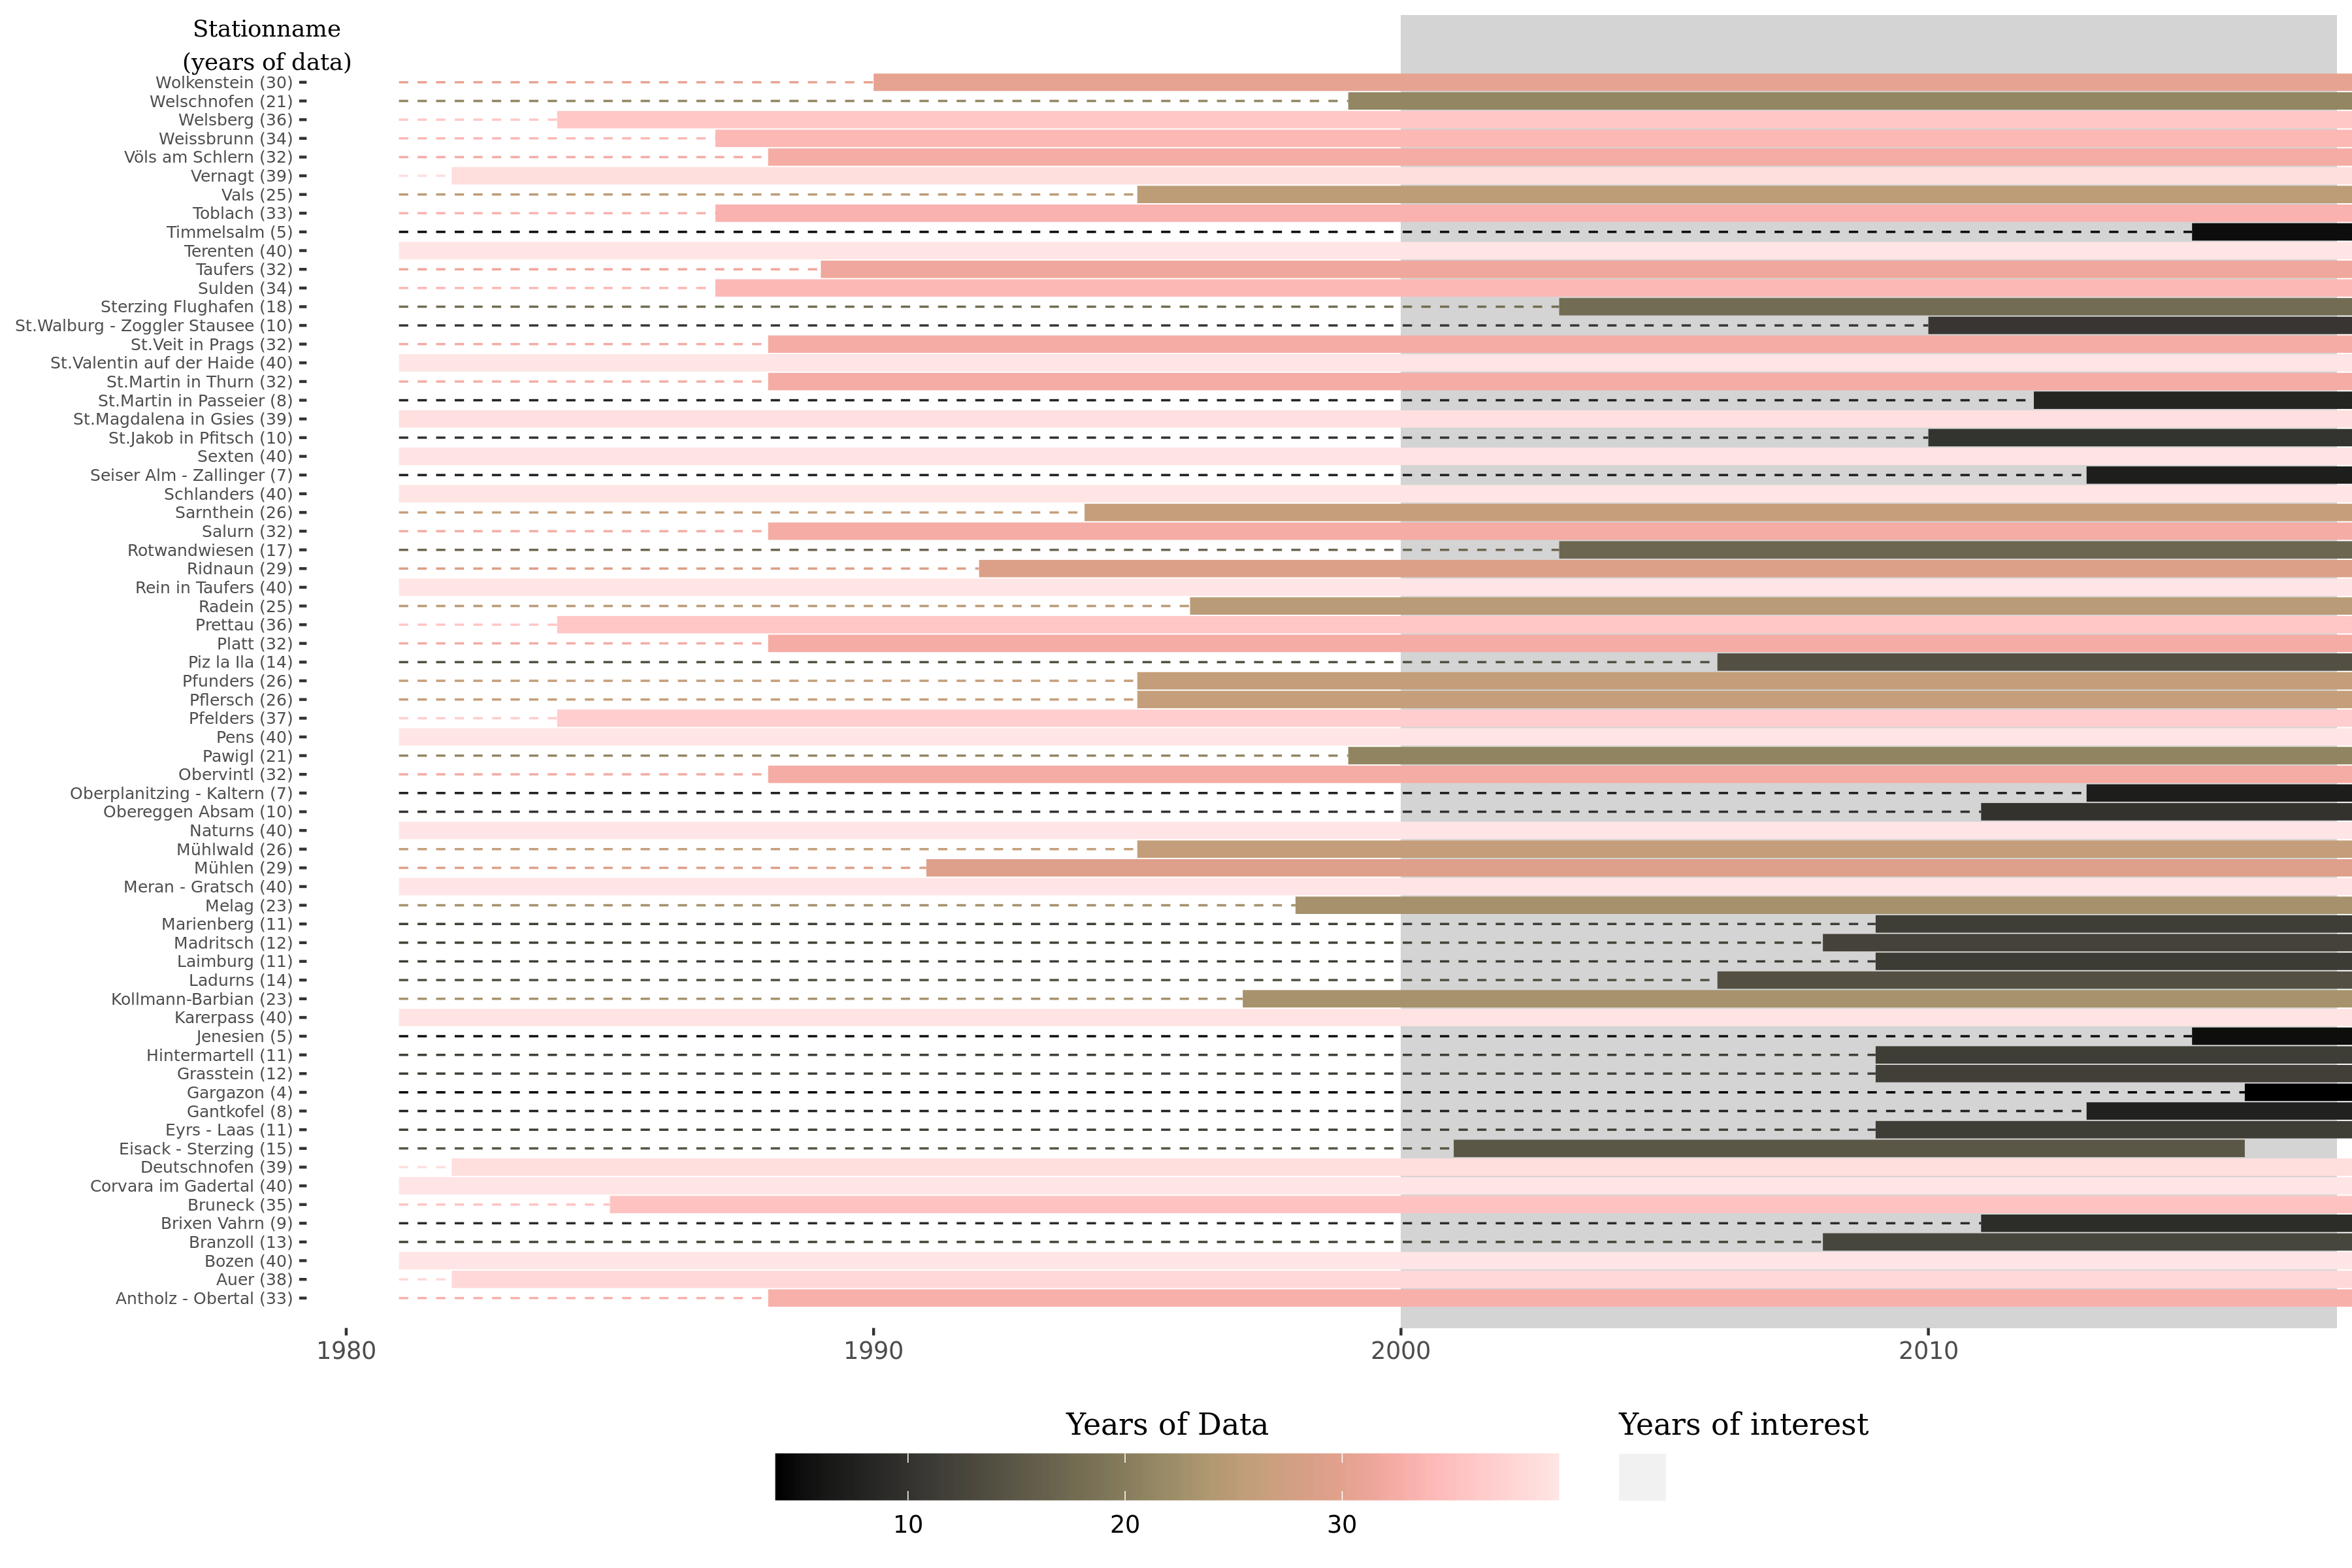 Stationname
(years of data)
Wolkenstein (30)
Welschnofen (21)
Welsberg (36)
Weissbrunn (34)
Völs am Schlern (32)
Vernagt (39)
Vals (25)
Toblach (33)
Timmelsalm (5)
Terenten (40)
Taufers (32)
Sulden (34)
Sterzing Flughafen (18)
St.Walburg - Zoggler Stausee (10)
St.Veit in Prags (32)
St.Valentin auf der Haide (40)
St.Martin in Thurn (32)
St.Martin in Passeier (8)
St.Magdalena in Gsies (39)
St.Jakob in Pfitsch (10)
Sexten (40)
Seiser Alm - Zallinger (7)
Schlanders (40)
Sarnthein (26)
Salurn (32)
Rotwandwiesen (17)
Ridnaun (29)
Rein in Taufers (40)
Radein (25)
Prettau (36)
Platt (32)
Piz la Ila (14)
Pfunders (26)
Pflersch (26)
Pfelders (37)
Pens (40)
Pawigl (21)
Obervintl (32)
Oberplanitzing - Kaltern (7)
Obereggen Absam (10)
Naturns (40)
Mühlwald (26)
Mühlen (29)
Meran - Gratsch (40)
Melag (23)
Marienberg (11)
Madritsch (12)
Laimburg (11)
Ladurns (14)
Kollmann-Barbian (23)
Karerpass (40)
Jenesien (5)
Hintermartell (11)
Grasstein (12)
Gargazon (4)
Gantkofel (8)
Eyrs - Laas (11)
Eisack - Sterzing (15)
Deutschnofen (39)
Corvara im Gadertal (40)
Bruneck (35)
Brixen Vahrn (9)
Branzoll (13)
Bozen (40)
Auer (38)
Antholz - Obertal (33)
1980 1990 2000 2010
Years of Data Years of interest
10 20 30